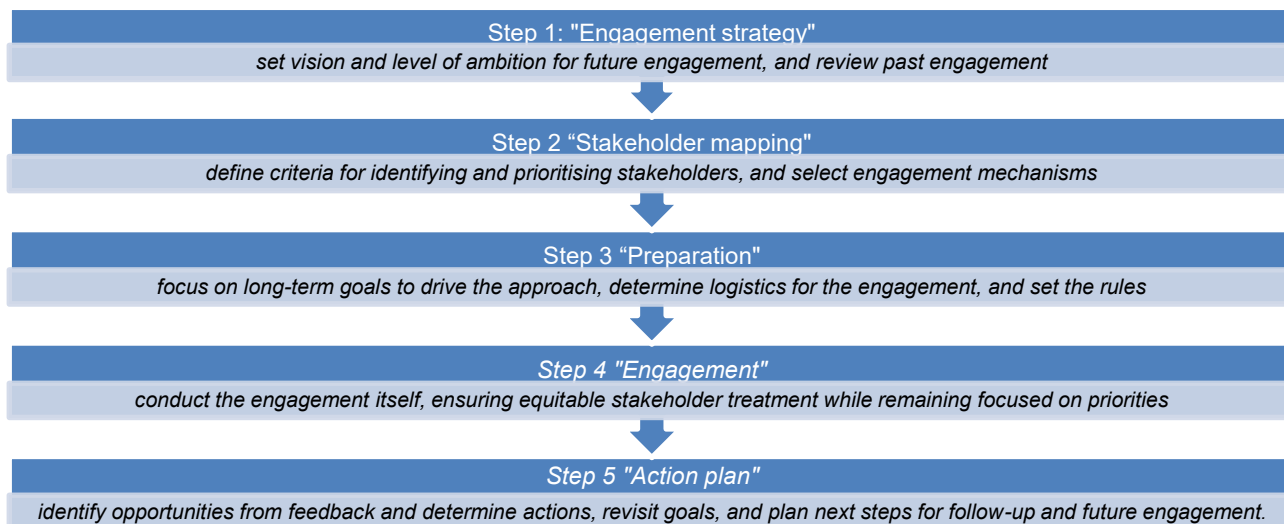 Step 1: "Engagement strategy"
set vision and level of ambition for future engagement, and review past engagement
Step 2 “Stakeholder mapping"
define criteria for identifying and prioritising stakeholders, and select engagement mechanisms
Step 3 “Preparation"
focus on long-term goals to drive the approach, determine logistics for the engagement, and set the rules
Step 4 "Engagement"
conduct the engagement itself, ensuring equitable stakeholder treatment while remaining focused on priorities
Step 5 "Action plan"
identify opportunities from feedback and determine actions, revisit goals, and plan next steps for follow-up and future engagement.